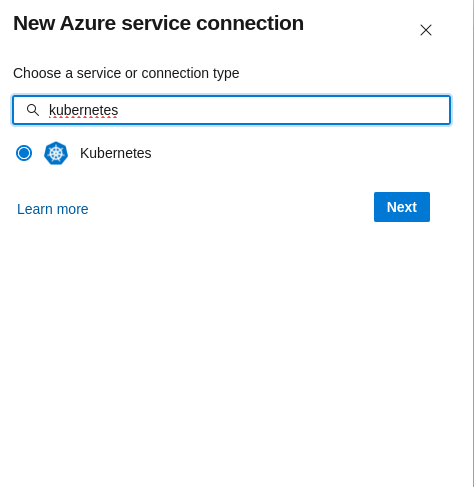 New Azure service connection
Choose a service or connection type
kubernetes
Kubernetes
Learn more
Next